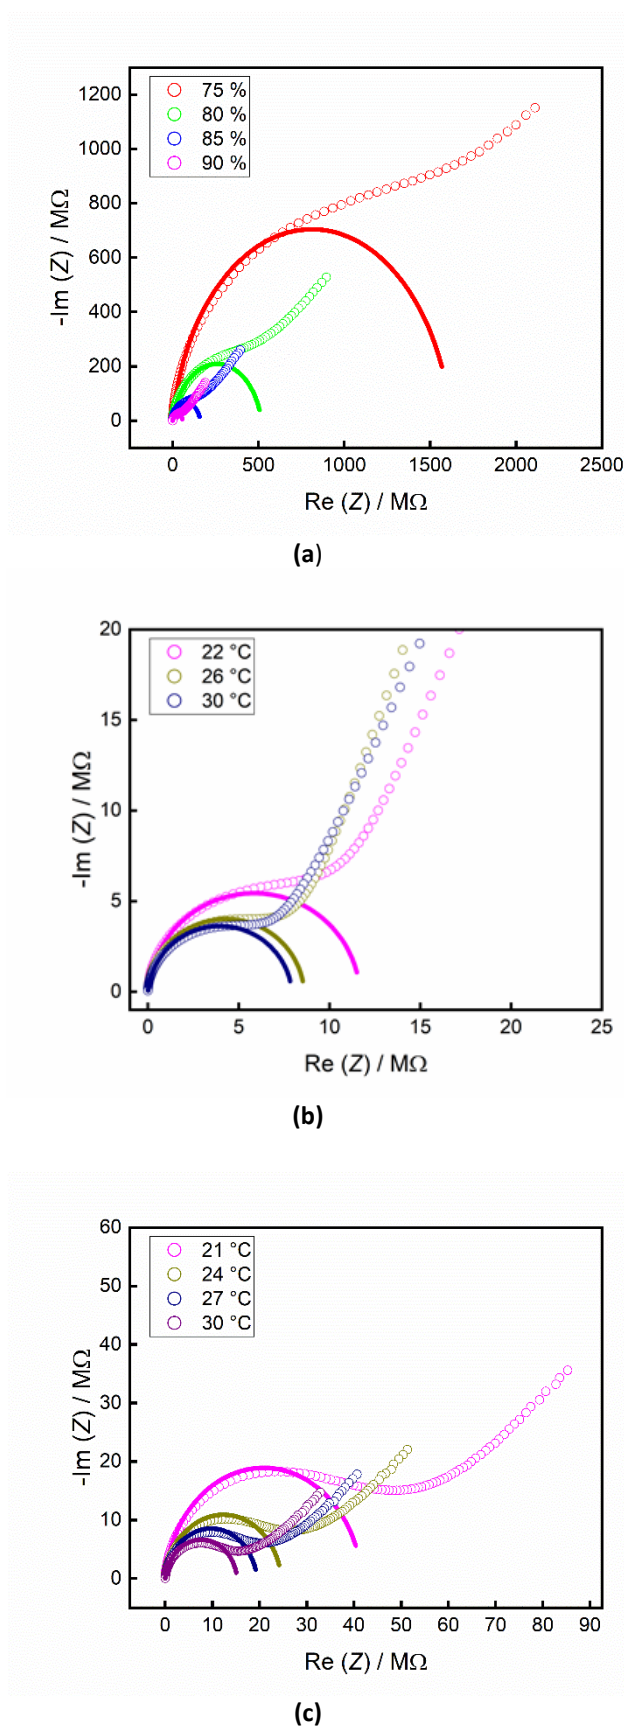 75 %
80 %
85 %
90 %
1200
1000
800
600
400
200
0
-Im (Z) / MΩ
0 500 1000 1500 2000 2500
Re (Z) / MΩ
(a)
22 °C
26 °C
30 °C
20
15
10
5
0
-Im (Z) / MΩ
0 5 10 15 20 25
Re (Z) / MΩ
(b)
21 °C
24 °C
27 °C
30 °C
60
50
40
30
20
10
0
-Im (Z) / MΩ
0 10 20 30 40 50 60 70 80 90
Re (Z) / MΩ
(c)